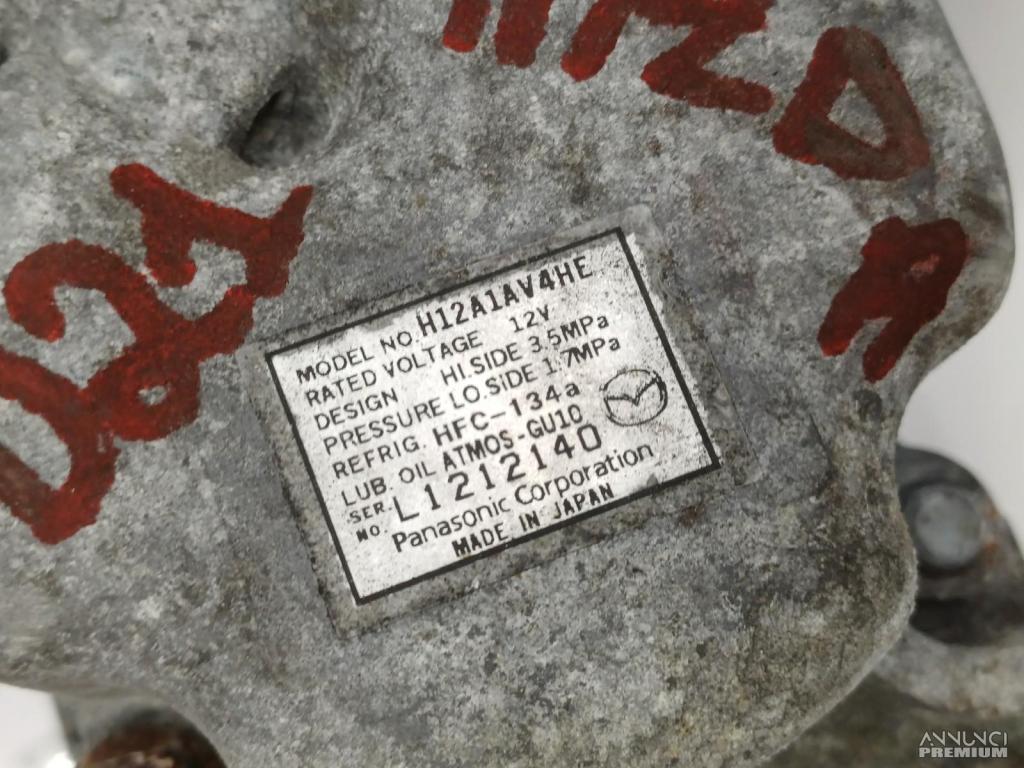 MODEL NO. H12A1AV4HE
RATED VOLTAGE 12V
DESIGN HI.SIDE 3.5MPa
PRESSURE LO.SIDE 1.7MPa
REFRIG. HFC-134a
LUB. OIL ATMOS-GU10
SER. NO. L1212140
Panasonic Corporation
MADE IN JAPAN
ANNUNCI
PREMIUM